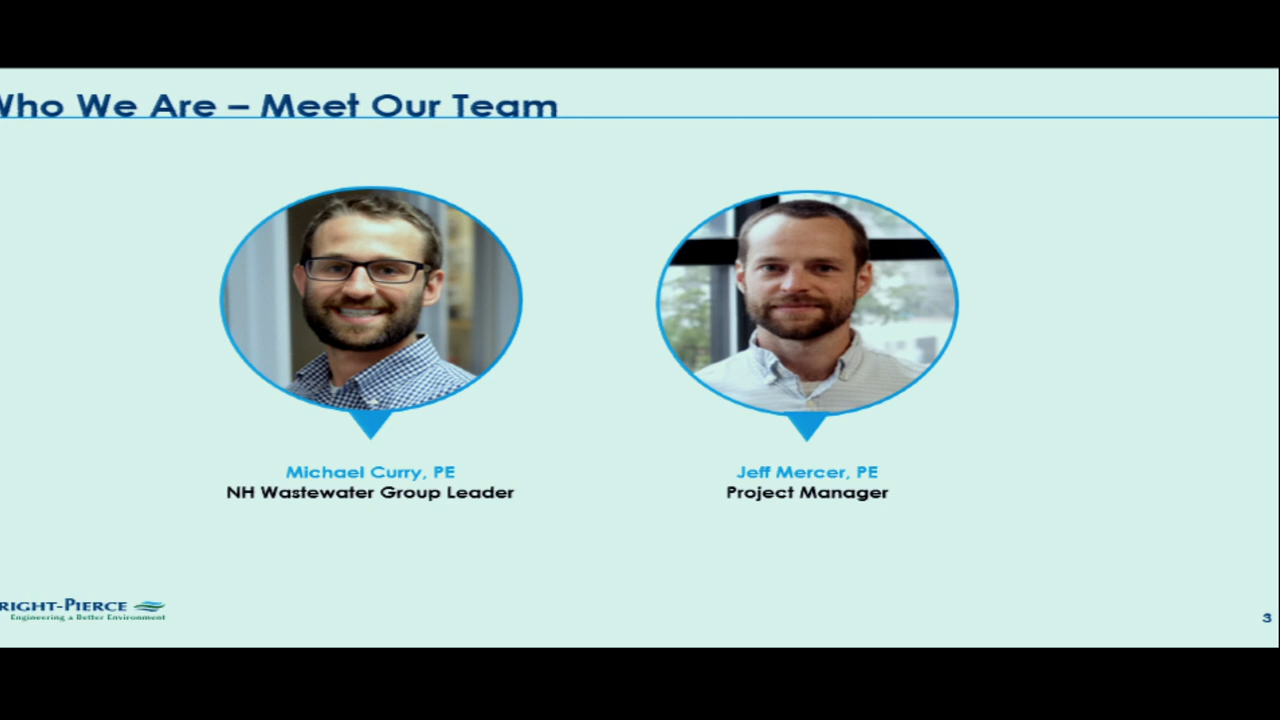 Who We Are – Meet Our Team
Michael Curry, PE
NH Wastewater Group Leader
Jeff Mercer, PE
Project Manager
RIGHT-PIERCE
Engineering a Better Environment
3